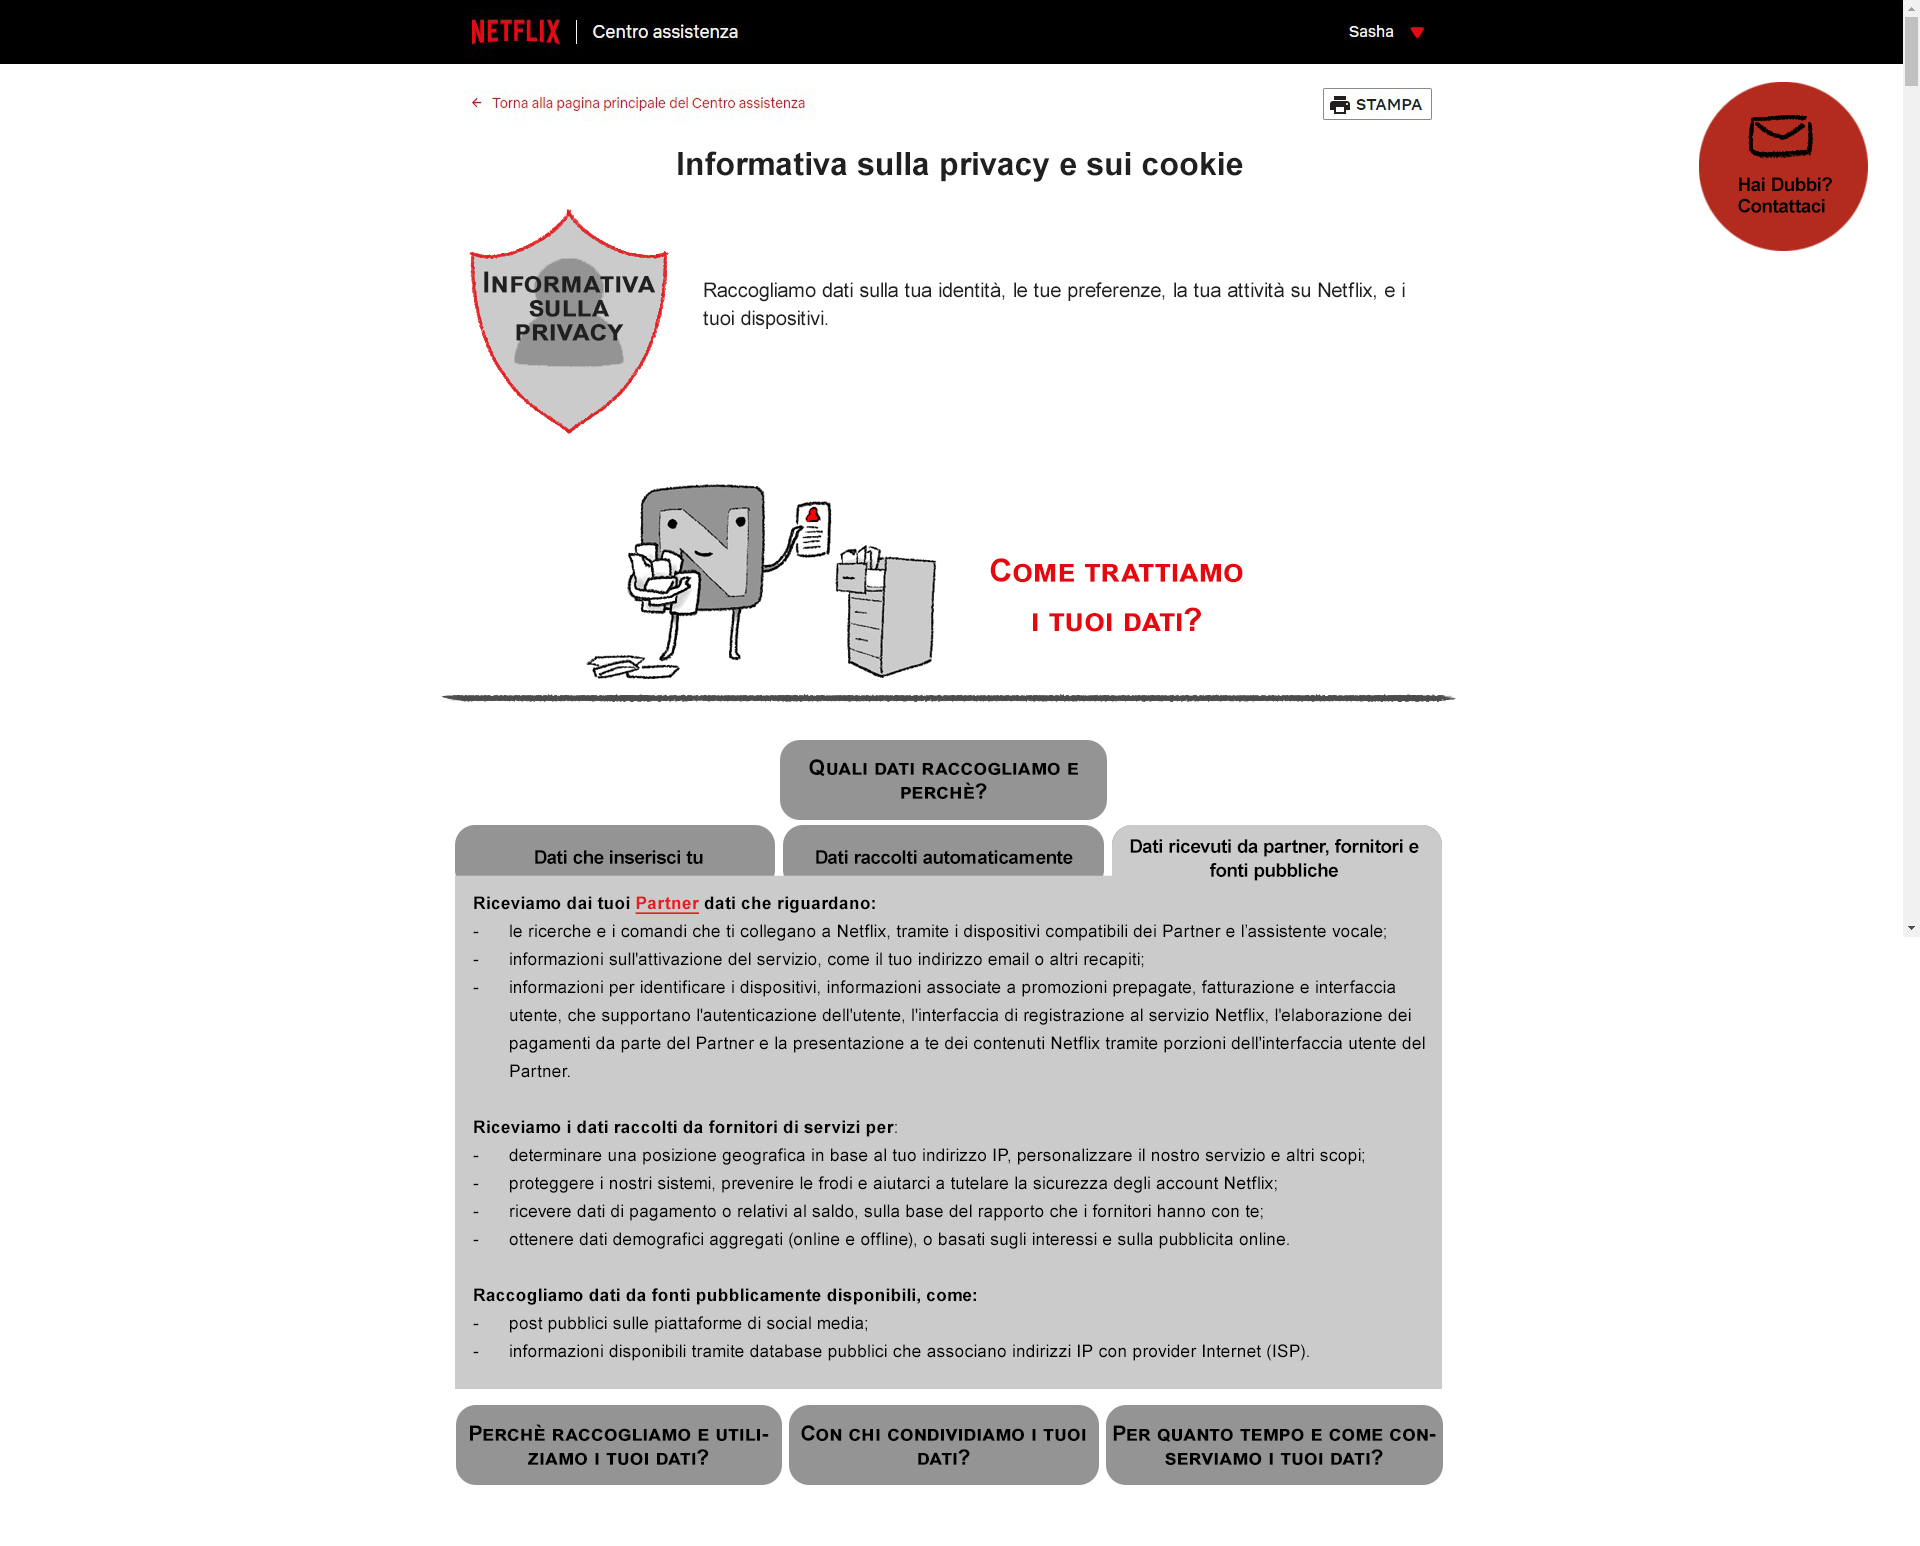 NETFLIX | Centro assistenza
Sasha
← Torna alla pagina principale del Centro assistenza
STAMPA
Hai Dubbi?
Contattaci
Informativa sulla privacy e sui cookie
INFORMATIVA
SULLA
PRIVACY
Raccogliamo dati sulla tua identità, le tue preferenze, la tua attività su Netflix, e i
tuoi dispositivi.
N
COME TRATTIAMO
I TUOI DATI?
QUALI DATI RACCOGLIAMO E
PERCHÈ?
Dati che inserisci tu
Dati raccolti automaticamente
Dati ricevuti da partner, fornitori e
fonti pubbliche
Riceviamo dai tuoi Partner dati che riguardano:
- le ricerche e i comandi che ti collegano a Netflix, tramite i dispositivi compatibili dei Partner e l'assistente vocale;
- informazioni sull'attivazione del servizio, come il tuo indirizzo email o altri recapiti;
- informazioni per identificare i dispositivi, informazioni associate a promozioni prepagate, fatturazione e interfaccia
utente, che supportano l'autenticazione dell'utente, l'interfaccia di registrazione al servizio Netflix, l'elaborazione dei
pagamenti da parte del Partner e la presentazione a te dei contenuti Netflix tramite porzioni dell'interfaccia utente del
Partner.
Riceviamo i dati raccolti da fornitori di servizi per:
- determinare una posizione geografica in base al tuo indirizzo IP, personalizzare il nostro servizio e altri scopi;
- proteggere i nostri sistemi, prevenire le frodi e aiutarci a tutelare la sicurezza degli account Netflix;
- ricevere dati di pagamento o relativi al saldo, sulla base del rapporto che i fornitori hanno con te;
- ottenere dati demografici aggregati (online e offline), o basati sugli interessi e sulla pubblicita online.
Raccogliamo dati da fonti pubblicamente disponibili, come:
- post pubblici sulle piattaforme di social media;
- informazioni disponibili tramite database pubblici che associano indirizzi IP con provider Internet (ISP).
PERCHÈ RACCOGLIAMO E UTILI-
ZIAMO I TUOI DATI?
CON CHI CONDIVIDIAMO I TUOI
DATI?
PER QUANTO TEMPO E COME CON-
SERVIAMO I TUOI DATI?